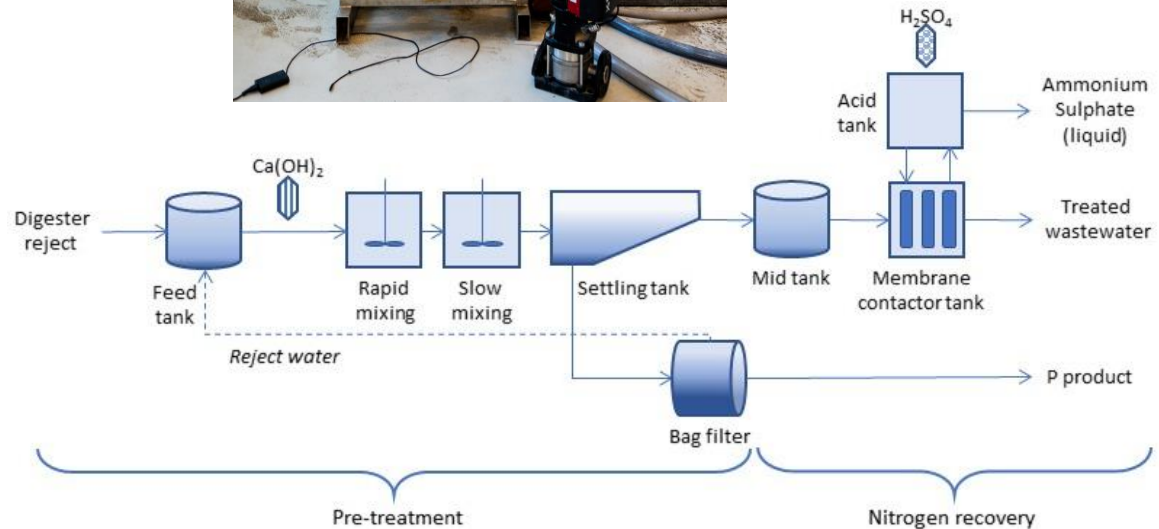 H₂SO₄
Acid
tank
Ammonium
Sulphate
(liquid)
Ca(OH)₂
Digester
reject
Feed
tank
Rapid
mixing
Slow
mixing
Settling tank
Mid tank
Membrane
contactor tank
Treated
wastewater
Reject water
Bag filter
P product
Pre-treatment
Nitrogen recovery